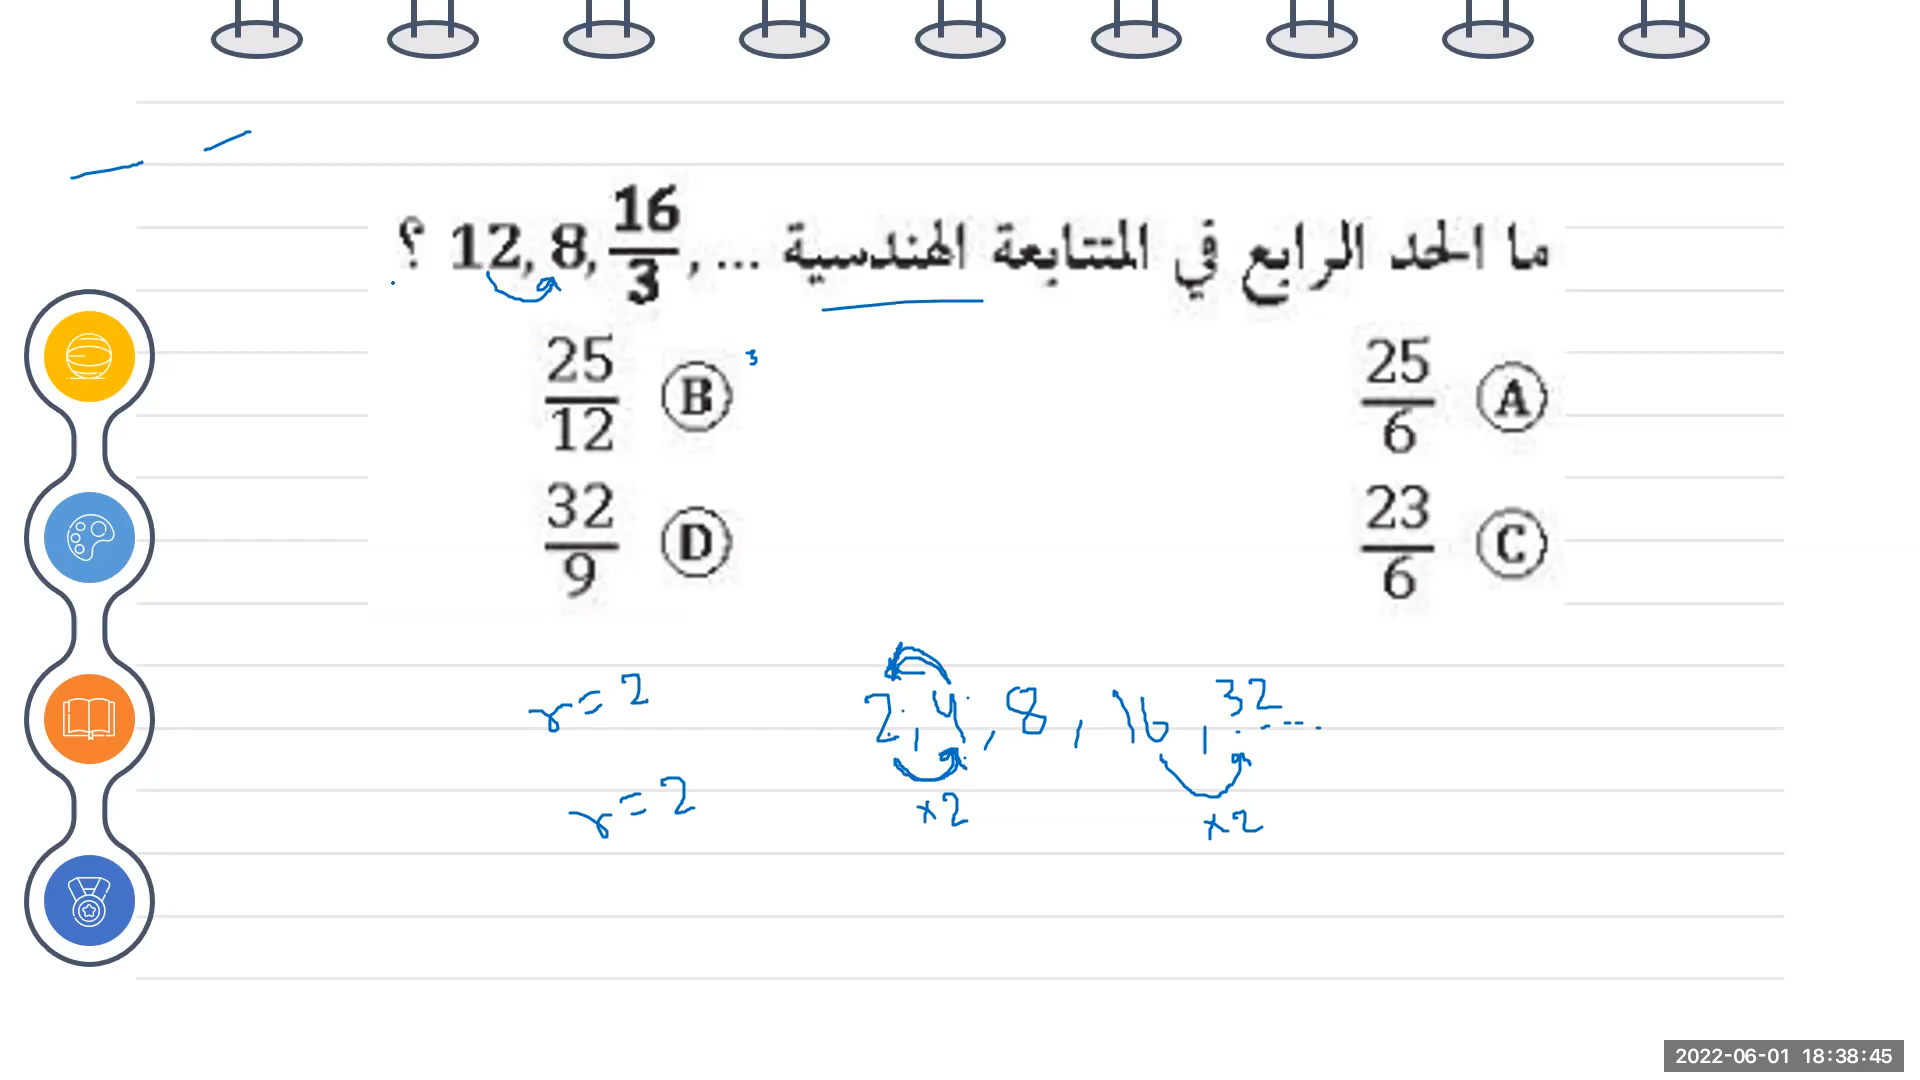 ما الحد الرابع في المتتابعة الهندسية ... , 12, 8, 16/3 ؟
A 25/6
B 25/12
C 23/6
D 32/9
3
r = 2
2, 4, 8, 16, 32 ....
×2
×2
r = 2
2022-06-01 18:38:45